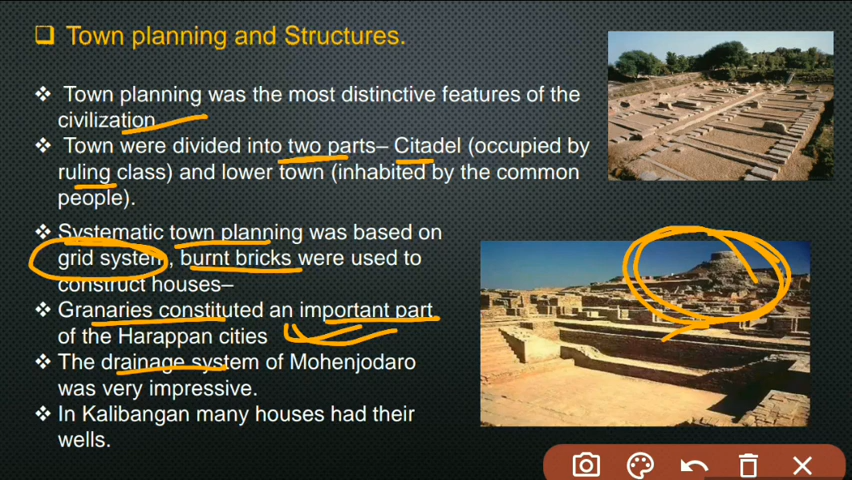 Town planning and Structures.
Town planning was the most distinctive features of the
civilization
Town were divided into two parts– Citadel (occupied by
ruling class) and lower town (inhabited by the common
people).
Systematic town planning was based on
grid system, burnt bricks were used to
construct houses–
Granaries constituted an important part
of the Harappan cities
The drainage system of Mohenjodaro
was very impressive.
In Kalibangan many houses had their
wells.